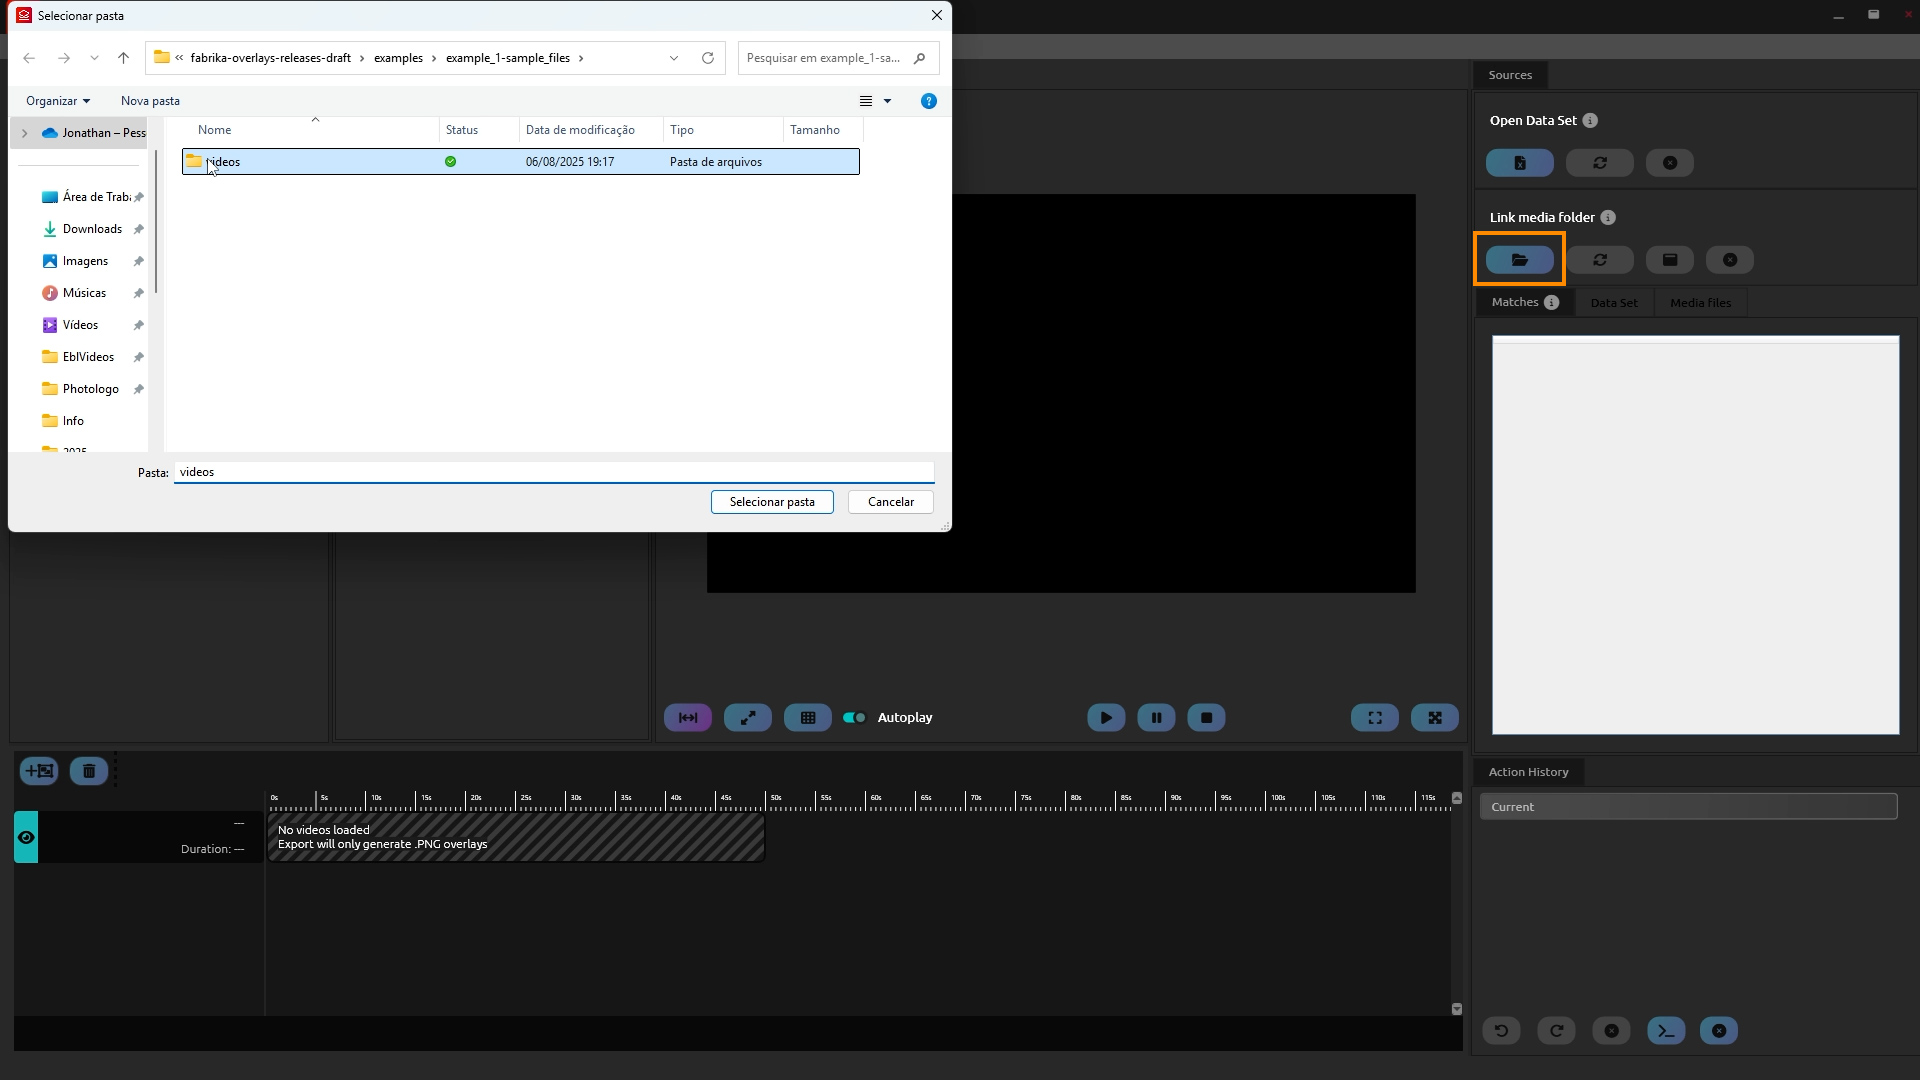 Selecionar pasta
« fabrika-overlays-releases-draft > examples > example_1-sample_files >
Pesquisar em example_1-sa...
Organizar
Nova pasta
Jonathan – Pess
Nome
Status
Data de modificação
Tipo
Tamanho
videos
06/08/2025 19:17
Pasta de arquivos
Área de Trab
Downloads
Imagens
Músicas
Vídeos
EblVideos
Photologo
Info
2025
Pasta:
videos
Selecionar pasta
Cancelar
Sources
Open Data Set
Link media folder
Matches
Data Set
Media files
Autoplay
Action History
Current
0s 5s 10s 15s 20s 25s 30s 35s 40s 45s 50s 55s 60s 65s 70s 75s 80s 85s 90s 95s 100s 105s 110s 115s
---
Duration: ---
No videos loaded
Export will only generate .PNG overlays